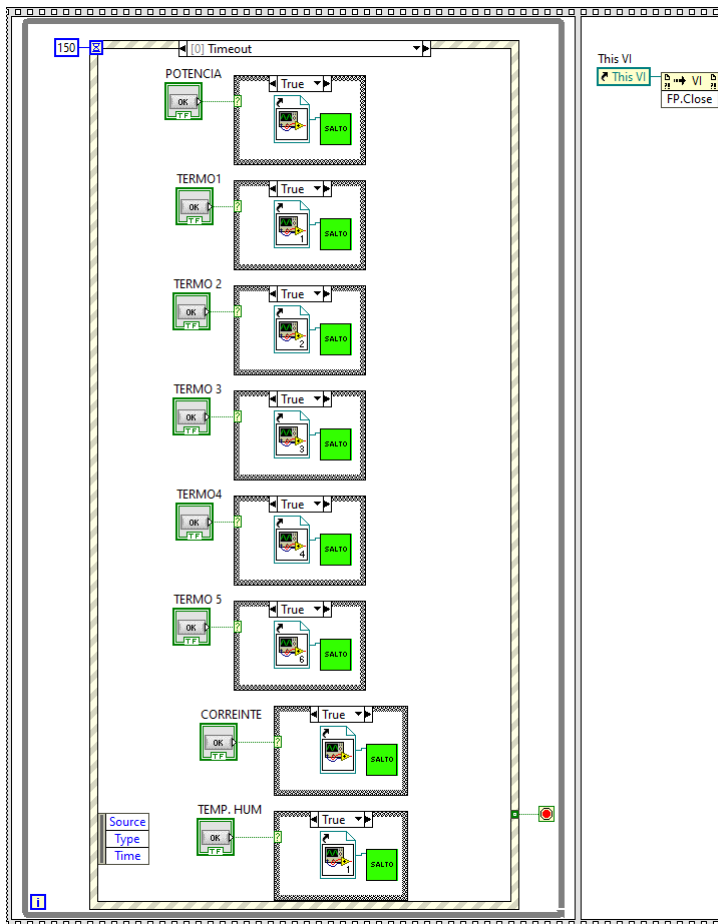 150
[0] Timeout
This VI
This VI
VI
FP.Close
POTENCIA
True
OK
TF
SALTO
TERMO1
True
OK
TF
1
SALTO
TERMO 2
True
OK
TF
2
SALTO
TERMO 3
True
OK
TF
3
SALTO
TERMO4
True
OK
TF
4
SALTO
TERMO 5
True
OK
TF
6
SALTO
CORREINTE
True
OK
TF
SALTO
TEMP. HUM
True
OK
TF
1
SALTO
Source
Type
Time
i